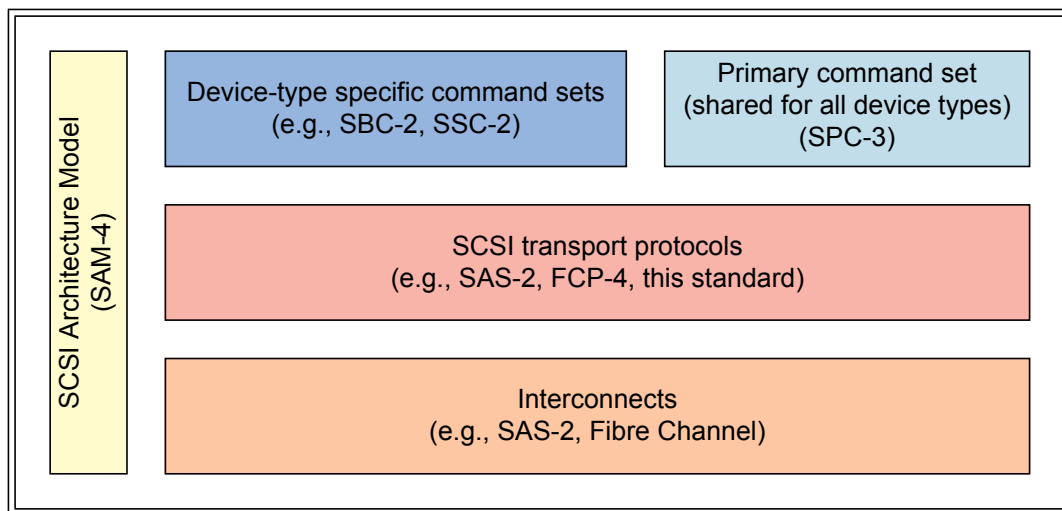 SCSI Architecture Model
(SAM-4)
Device-type specific command sets
(e.g., SBC-2, SSC-2)
Primary command set
(shared for all device types)
(SPC-3)
SCSI transport protocols
(e.g., SAS-2, FCP-4, this standard)
Interconnects
(e.g., SAS-2, Fibre Channel)